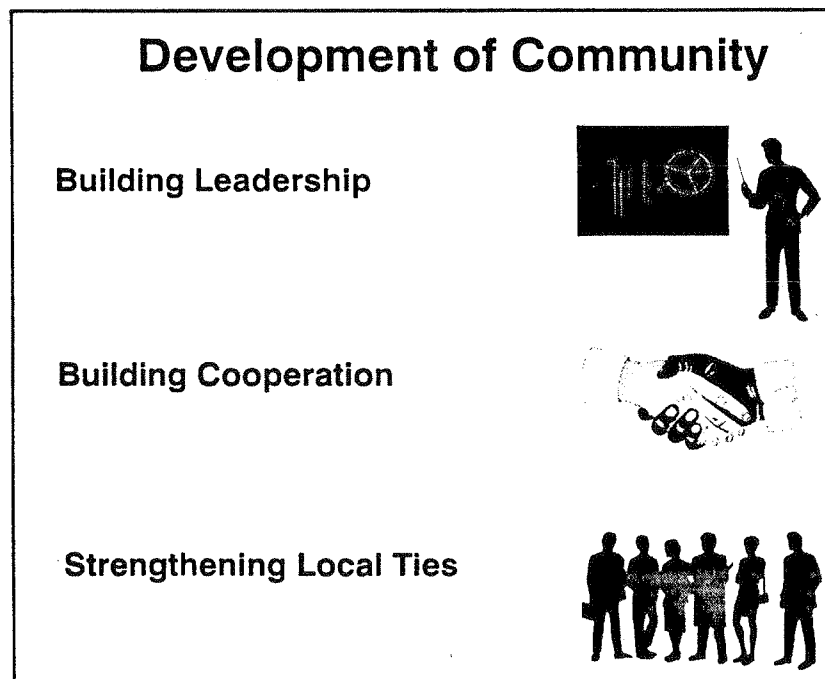 Development of Community
Building Leadership
Building Cooperation
Strengthening Local Ties